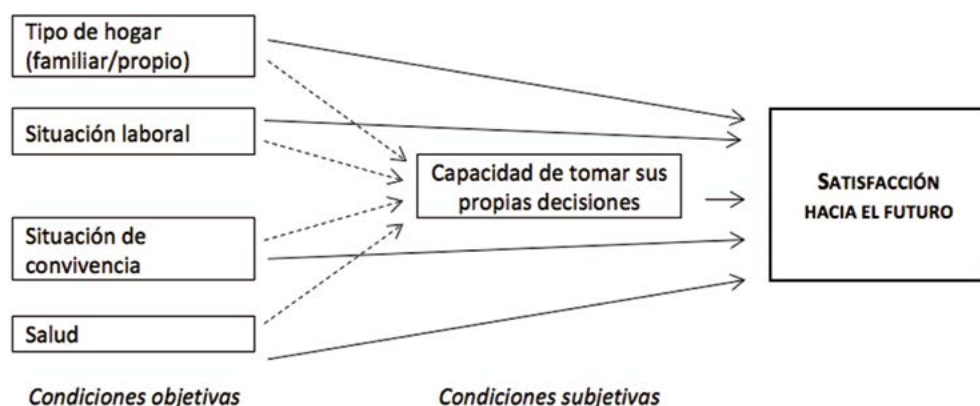 Tipo de hogar
(familiar/propio)
Situación laboral
Situación de
convivencia
Salud
Capacidad de tomar sus
propias decisiones
SATISFACCIÓN
HACIA EL FUTURO
Condiciones objetivas
Condiciones subjetivas